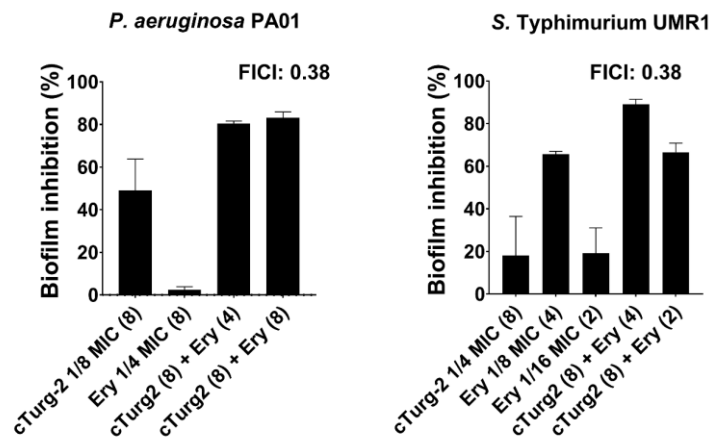 P. aeruginosa PA01
FICI: 0.38
Biofilm inhibition (%)
100
80
60
40
20
0
cTurg-2 1/8 MIC (8)
Ery 1/4 MIC (8)
cTurg2 (8) + Ery (4)
cTurg2 (8) + Ery (8)
S. Typhimurium UMR1
FICI: 0.38
Biofilm inhibition (%)
100
80
60
40
20
0
cTurg-2 1/4 MIC (8)
Ery 1/8 MIC (4)
Ery 1/16 MIC (2)
cTurg2 (8) + Ery (4)
cTurg2 (8) + Ery (2)